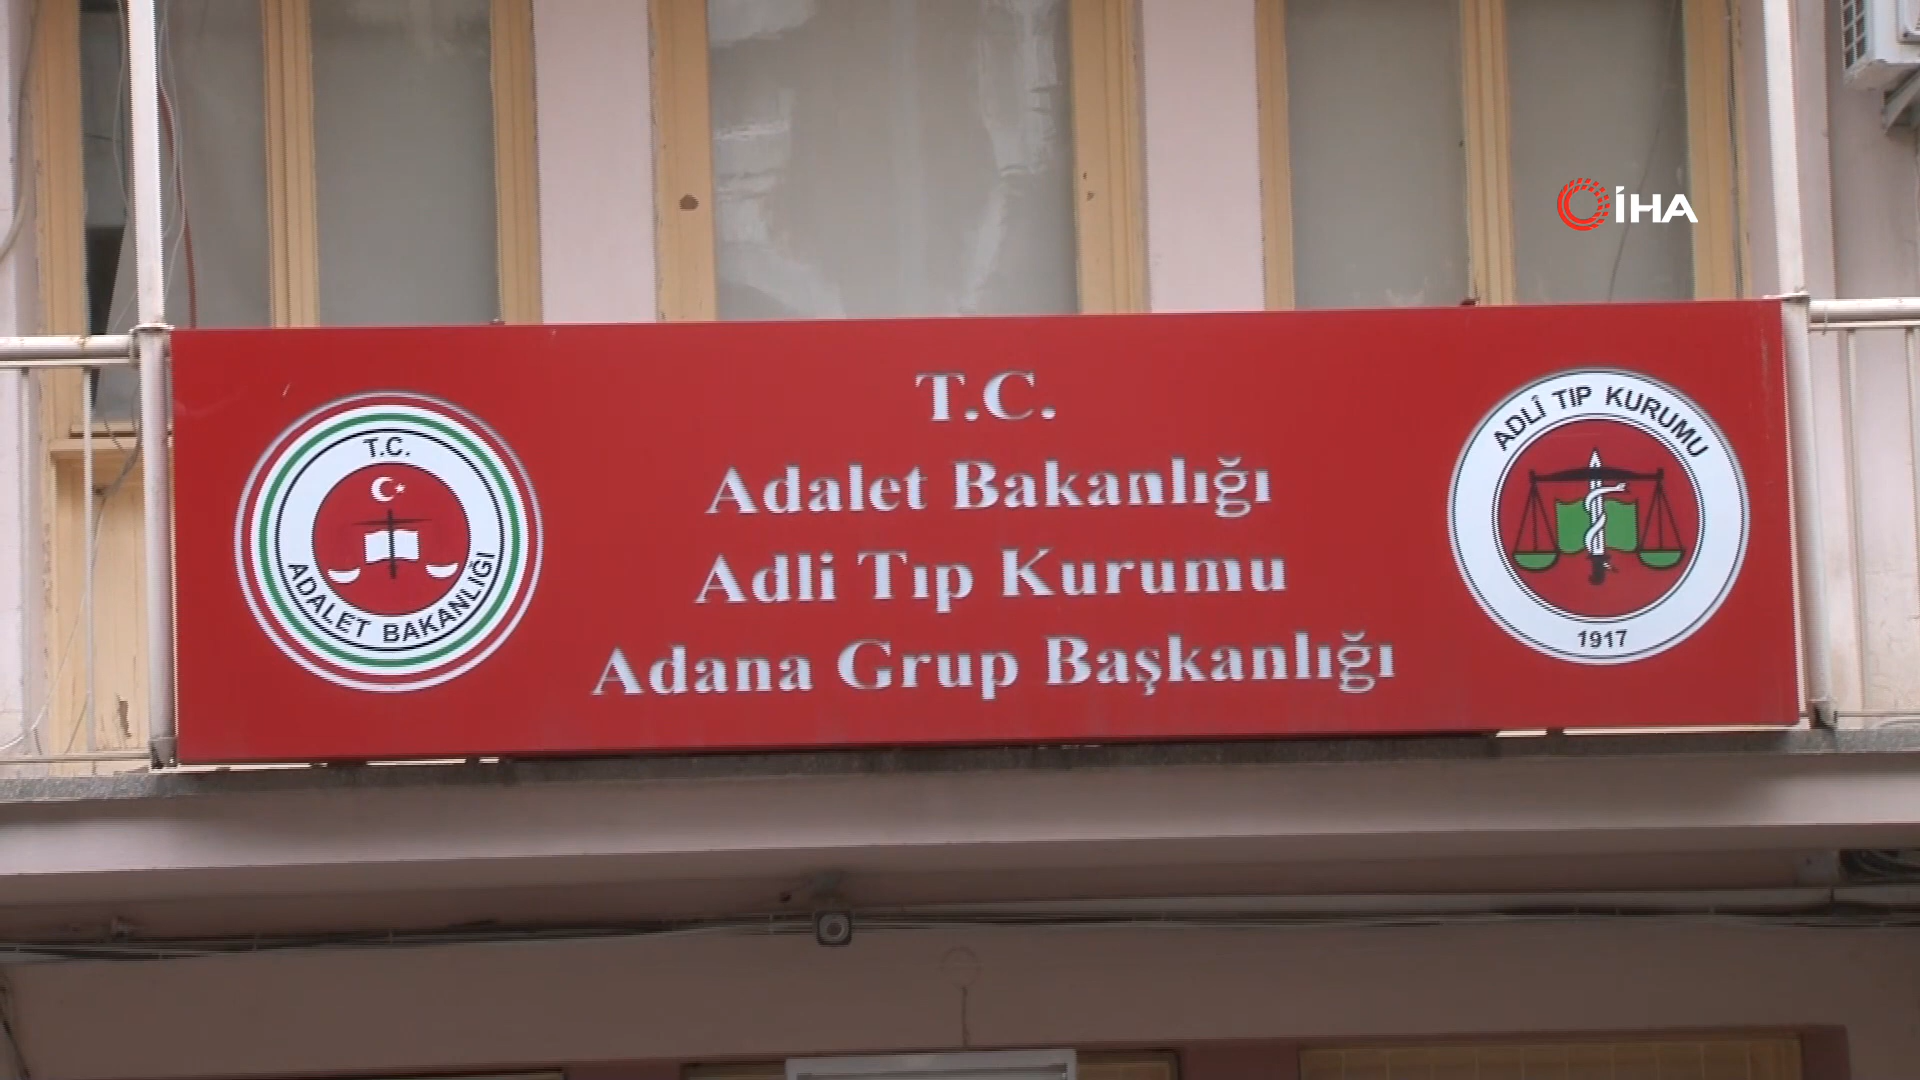 İHA
T.C.
Adalet Bakanlığı
Adli Tıp Kurumu
Adana Grup Başkanlığı
T.C.
ADALET BAKANLIĞI
ADLÎ TIP KURUMU
1917